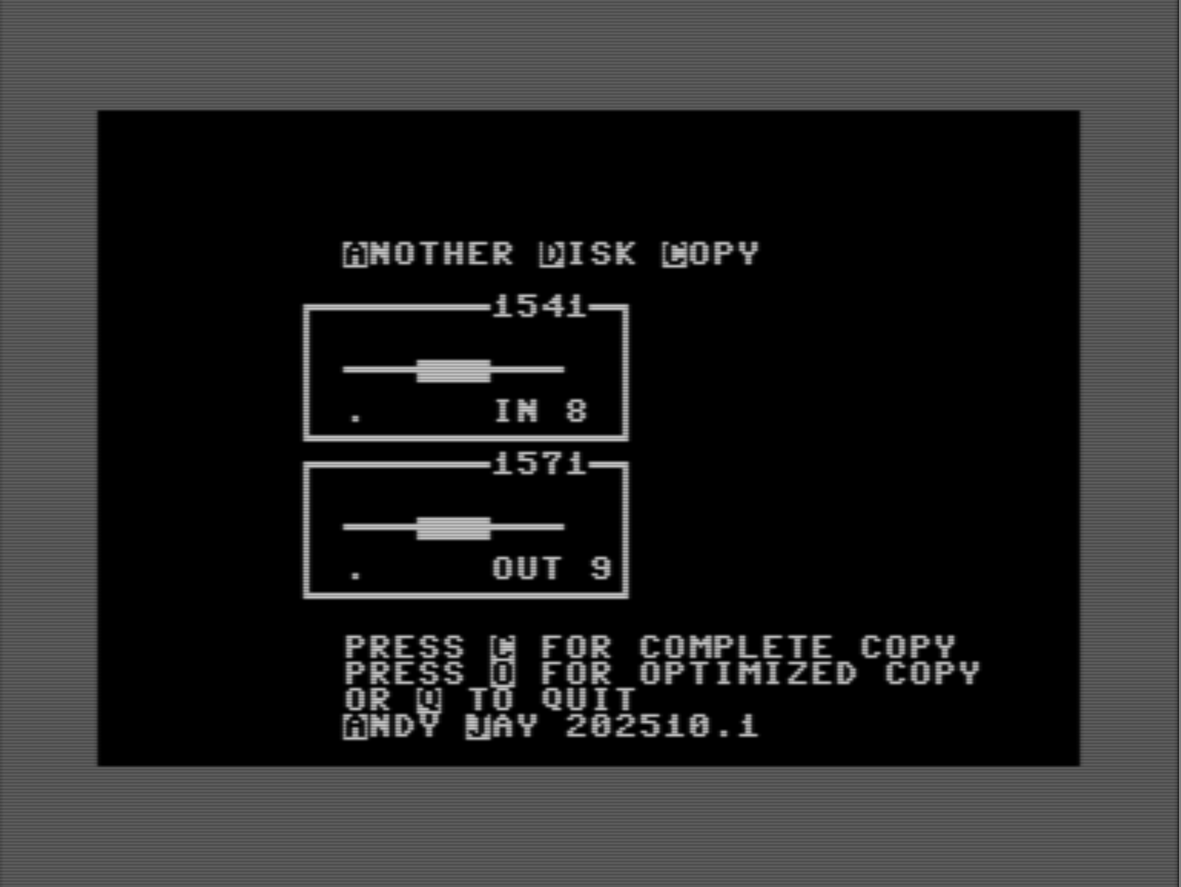 ANOTHER DISK COPY
1541
. IN 8
1571
. OUT 9
PRESS C FOR COMPLETE COPY
PRESS O FOR OPTIMIZED COPY
OR Q TO QUIT
ANDY JAY 202510.1